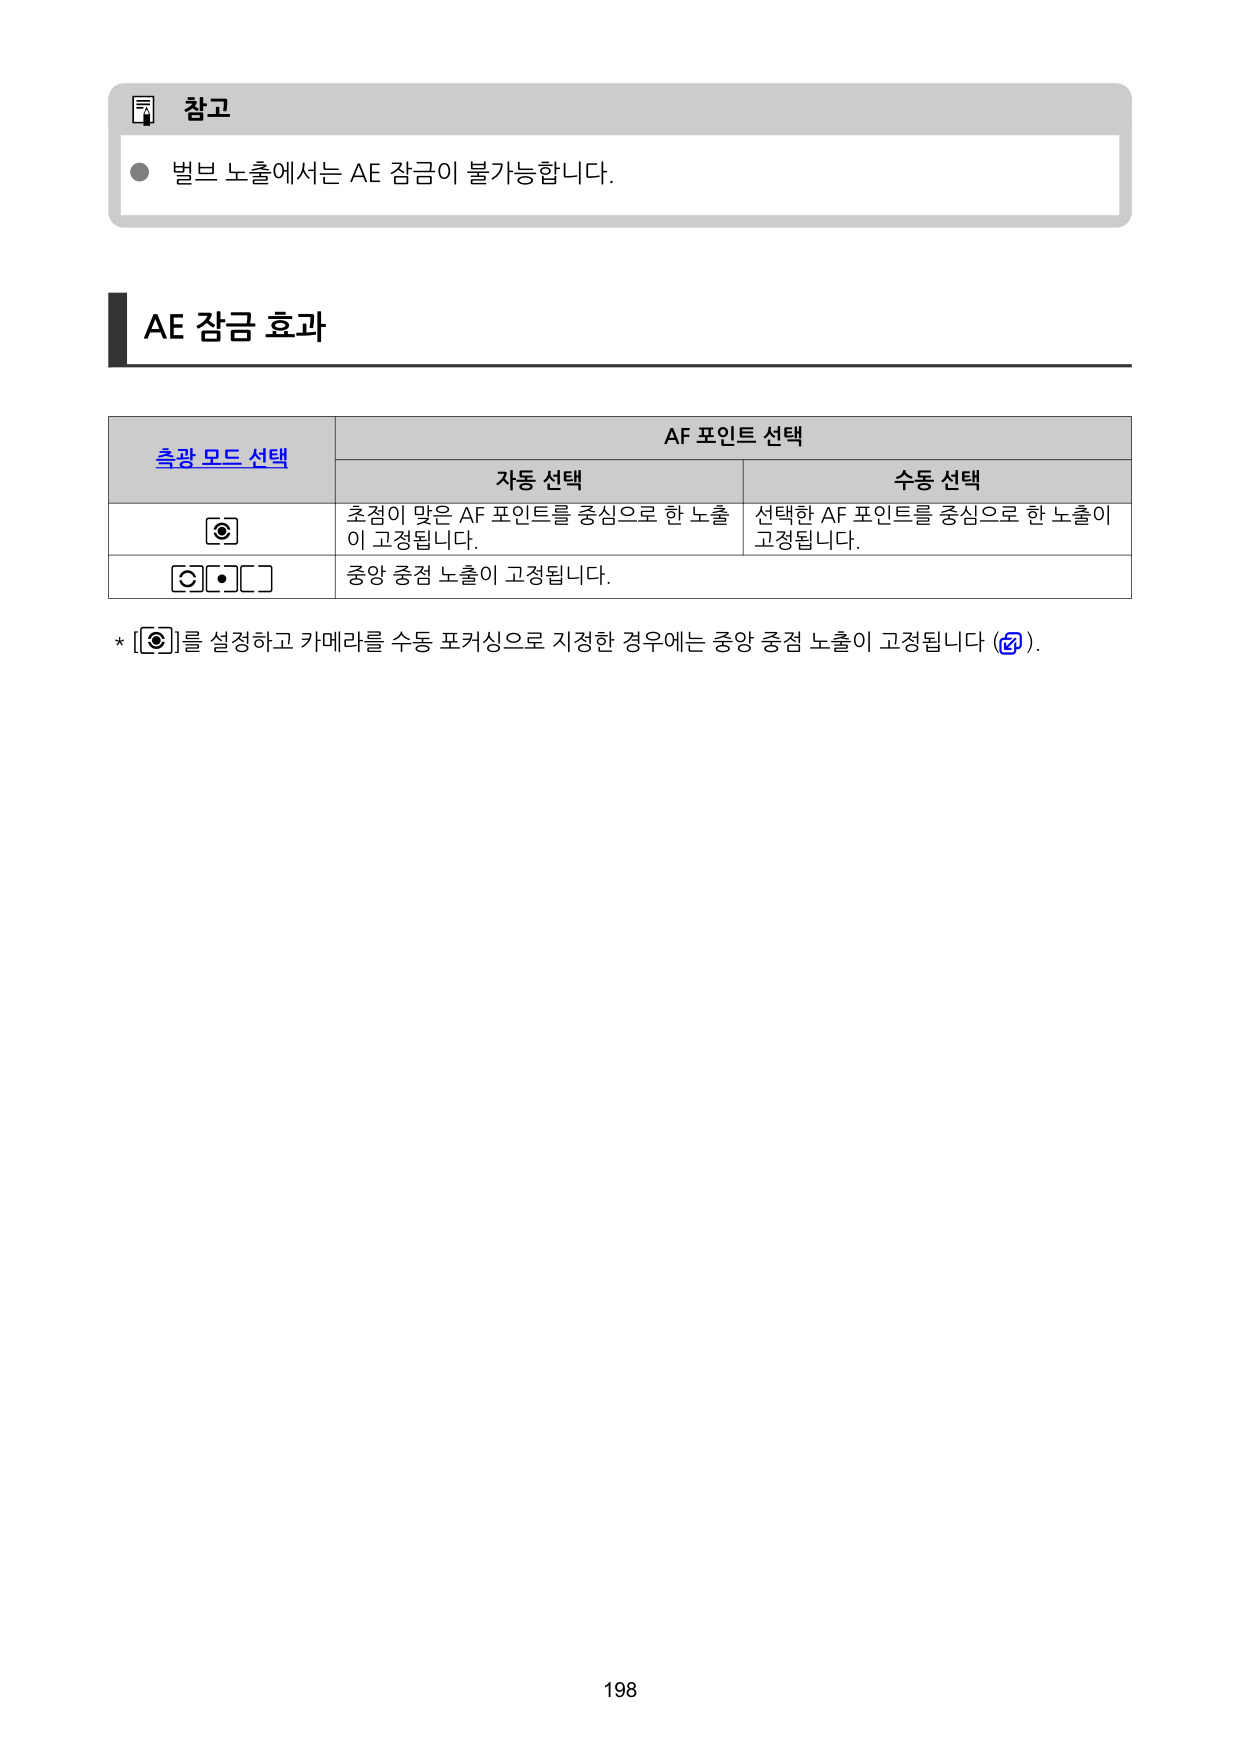 참고
● 벌브 노출에서는 AE 잠금이 불가능합니다.
AE 잠금 효과
측광 모드 선택
AF 포인트 선택
자동 선택
수동 선택
초점이 맞은 AF 포인트를 중심으로 한 노출
이 고정됩니다.
선택한 AF 포인트를 중심으로 한 노출이
고정됩니다.
중앙 중점 노출이 고정됩니다.
* []를 설정하고 카메라를 수동 포커싱으로 지정한 경우에는 중앙 중점 노출이 고정됩니다 ().
198